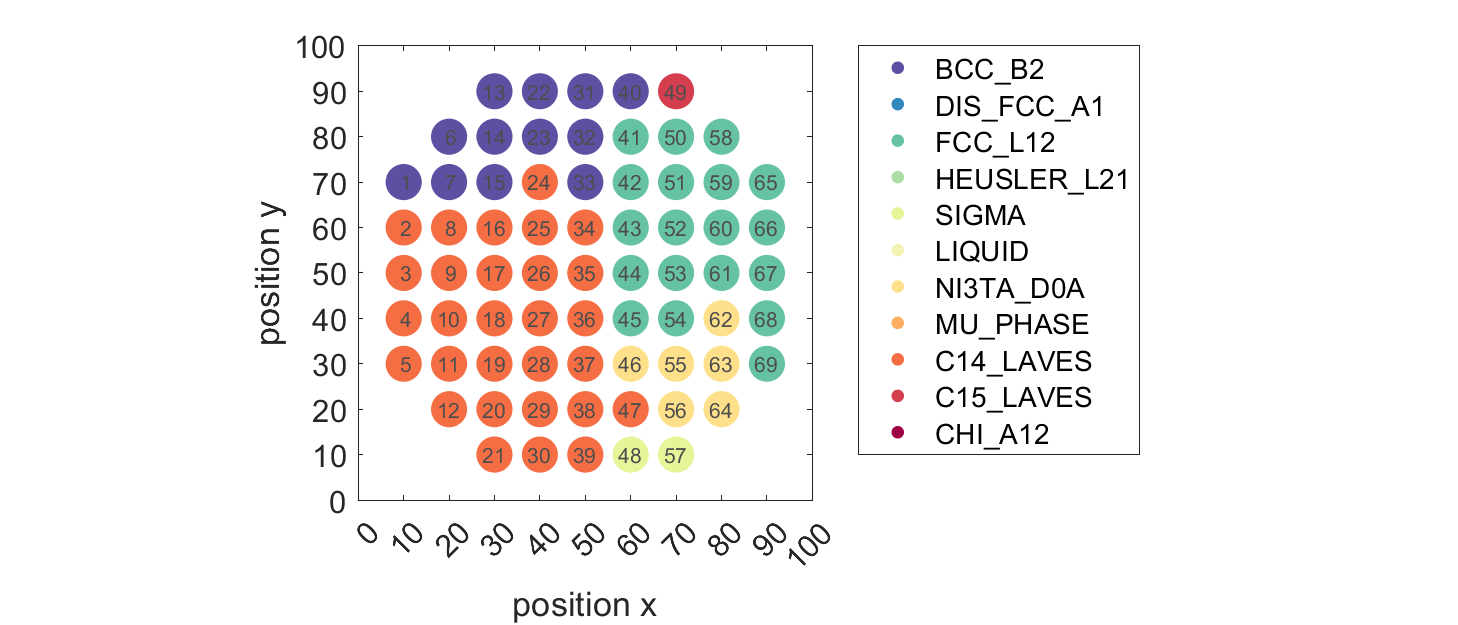 100
90 13 22 31 40 49 
80 6 14 23 32 41 50 58
70 1 7 15 24 33 42 51 59 65
60 2 8 16 25 34 43 52 60 66
50 3 9 17 26 35 44 53 61 67
40 4 10 18 27 36 45 54 62 68
30 5 11 19 28 37 46 55 63 69
20 12 20 29 38 47 56 64
10 21 30 39 48 57
0
0 10 20 30 40 50 60 70 80 90 100
position x
position y
BCC_B2
DIS_FCC_A1
FCC_L12
HEUSLER_L21
SIGMA
LIQUID
NI3TA_D0A
MU_PHASE
C14_LAVES
C15_LAVES
CHI_A12